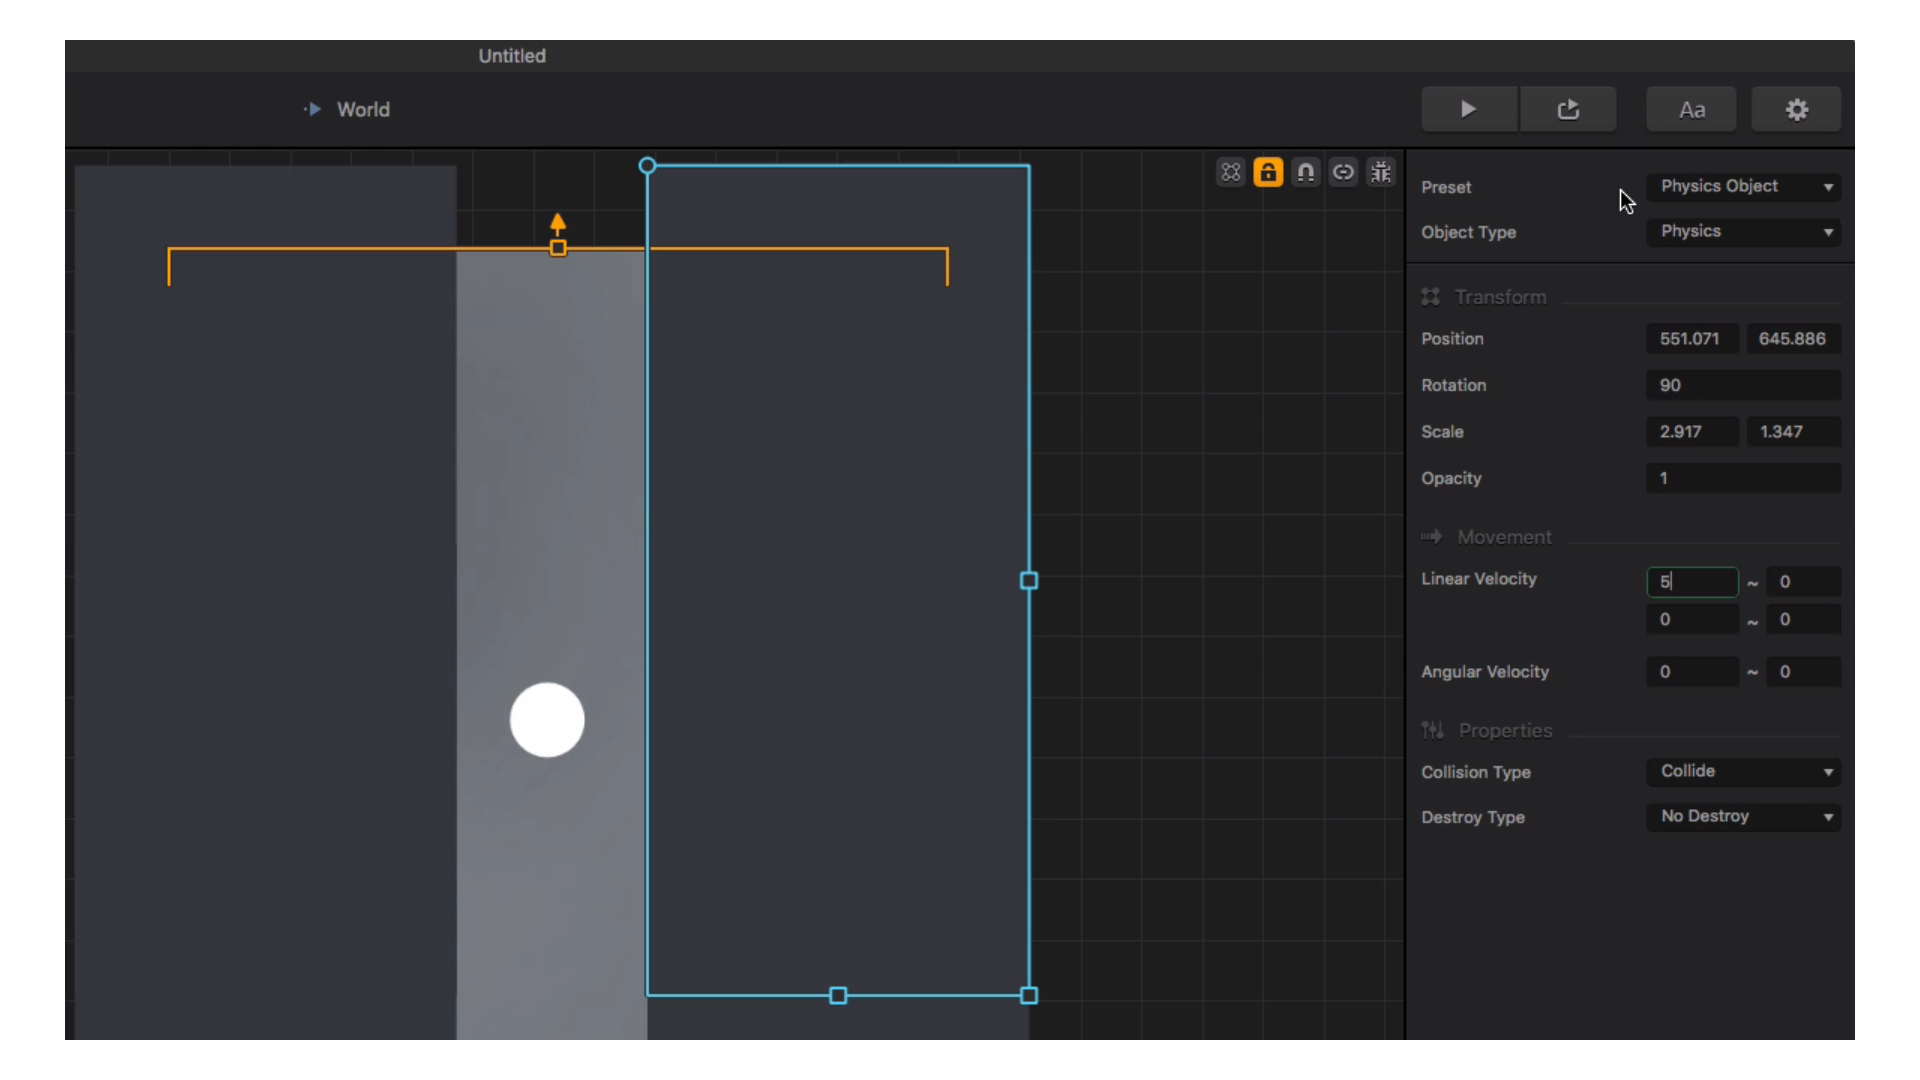 Untitled
World
Aa
Preset Physics Object
Object Type Physics
Transform
Position 551.071 645.886
Rotation 90
Scale 2.917 1.347
Opacity 1
Movement
Linear Velocity 5 ~ 0
0 ~ 0
Angular Velocity 0 ~ 0
Properties
Collision Type Collide
Destroy Type No Destroy